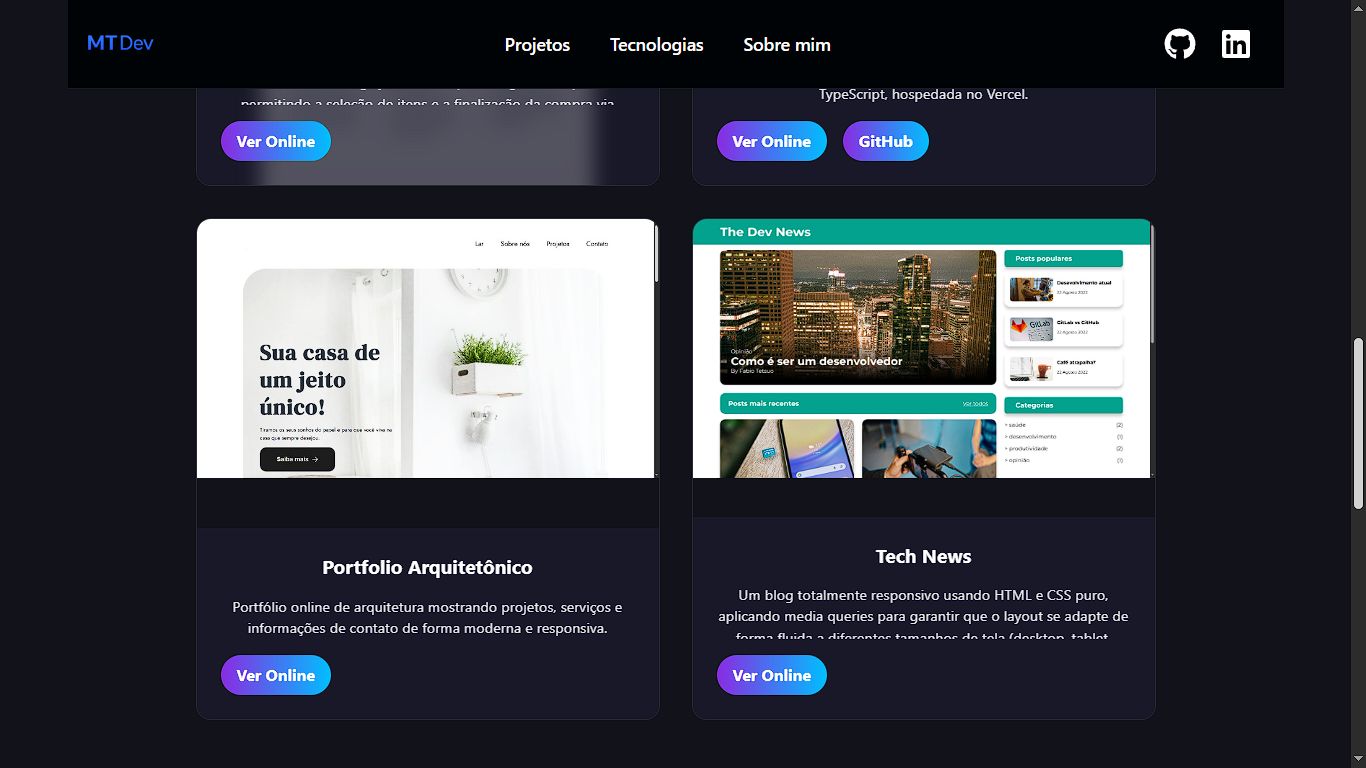 MTDev
Projetos
Tecnologias
Sobre mim
permitindo a seleção de itens e a finalização da compra via
Ver Online
TypeScript, hospedada no Vercel.
Ver Online
GitHub
Lar
Sobre nós
Projetos
Contato
Sua casa de
um jeito
único!
Tiramos os seus sonhos do papel e para que você viva na
casa que sempre desejou.
Saiba mais →
Portfolio Arquitetônico
Portfólio online de arquitetura mostrando projetos, serviços e
informações de contato de forma moderna e responsiva.
Ver Online
The Dev News
Opinião
Como é ser um desenvolvedor
By Fabio Tetsuo
Posts mais recentes
Ver todos
Posts populares
Desenvolvimento atual
22 Agosto 2022
GitLab
GitLab vs GitHub
22 Agosto 2022
Café atrapalha?
22 Agosto 2022
Categorias
> saúde (2)
> desenvolvimento (1)
> produtividade (2)
> opinião (1)
Tech News
Um blog totalmente responsivo usando HTML e CSS puro,
aplicando media queries para garantir que o layout se adapte de
forma fluida a diferentes tamanhos de tela (desktop, tablet
Ver Online